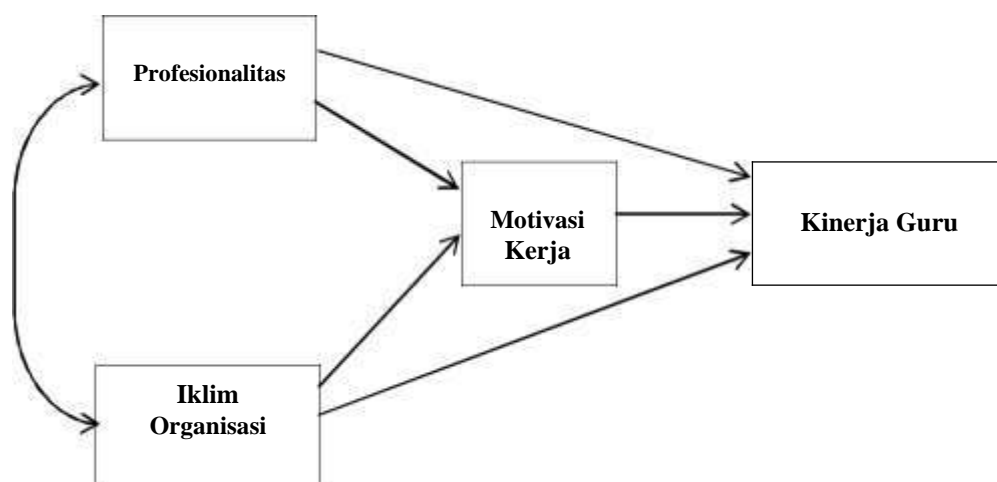 Profesionalitas
Motivasi
Kerja
Kinerja Guru
Iklim
Organisasi